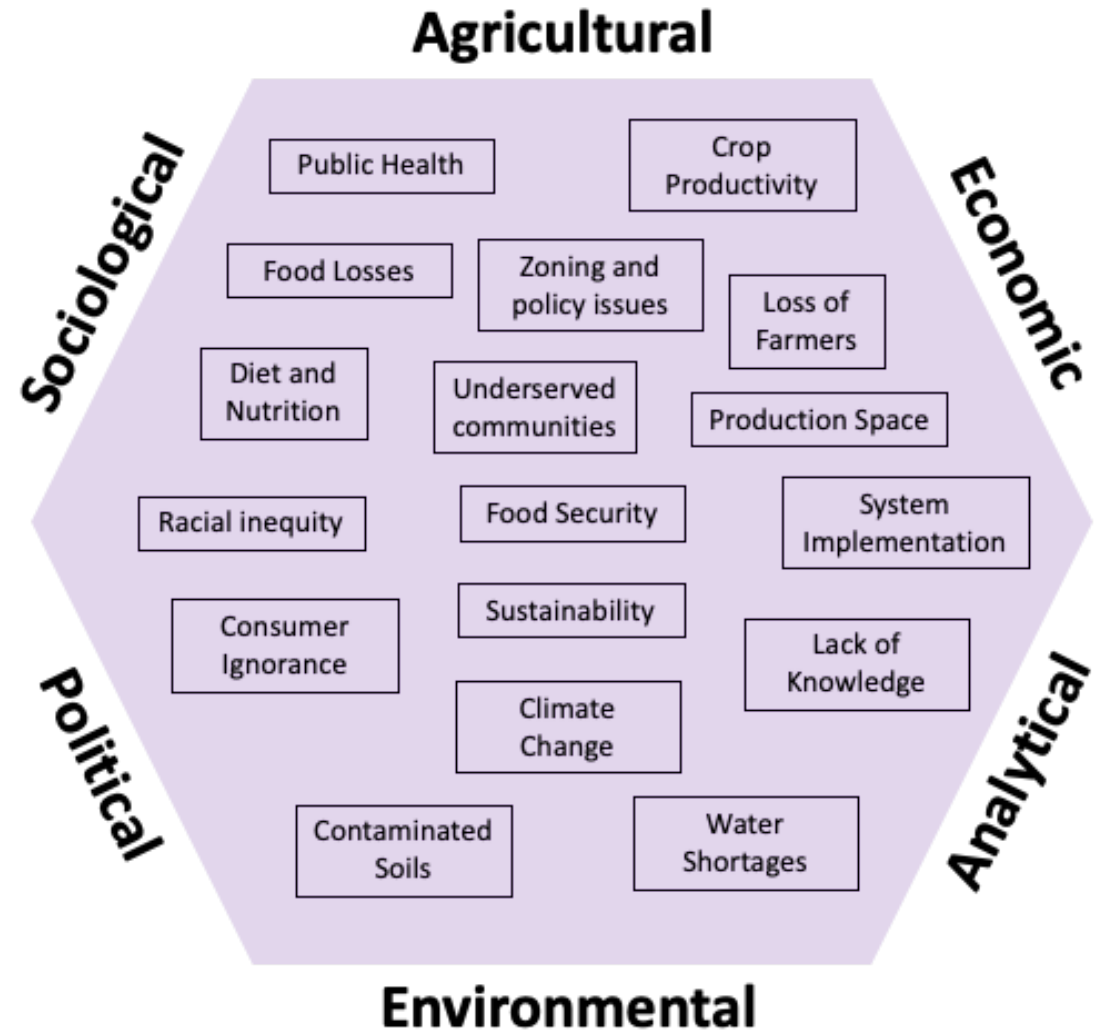 Agricultural
Sociological
Economic
Public Health
Crop
Productivity
Food Losses
Zoning and
policy issues
Loss of
Farmers
Diet and
Nutrition
Underserved
communities
Production Space
Racial inequity
Food Security
System
Implementation
Consumer
Ignorance
Sustainability
Lack of
Knowledge
Climate
Change
Contaminated
Soils
Water
Shortages
Political
Analytical
Environmental